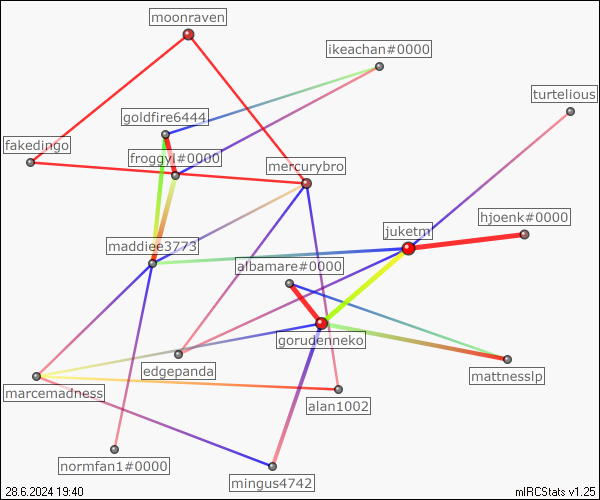 moonraven
ikeachan#0000
turtelious
goldfire6444
fakedingo
froggyl#0000
mercurybro
hjoenk#0000
juketm
maddiee3773
albamare#0000
gorudenneko
edgepanda
mattnesslp
marcemadness
alan1002
normfan1#0000
mingus4742
28.6.2024 19:40
mIRCStats v1.25